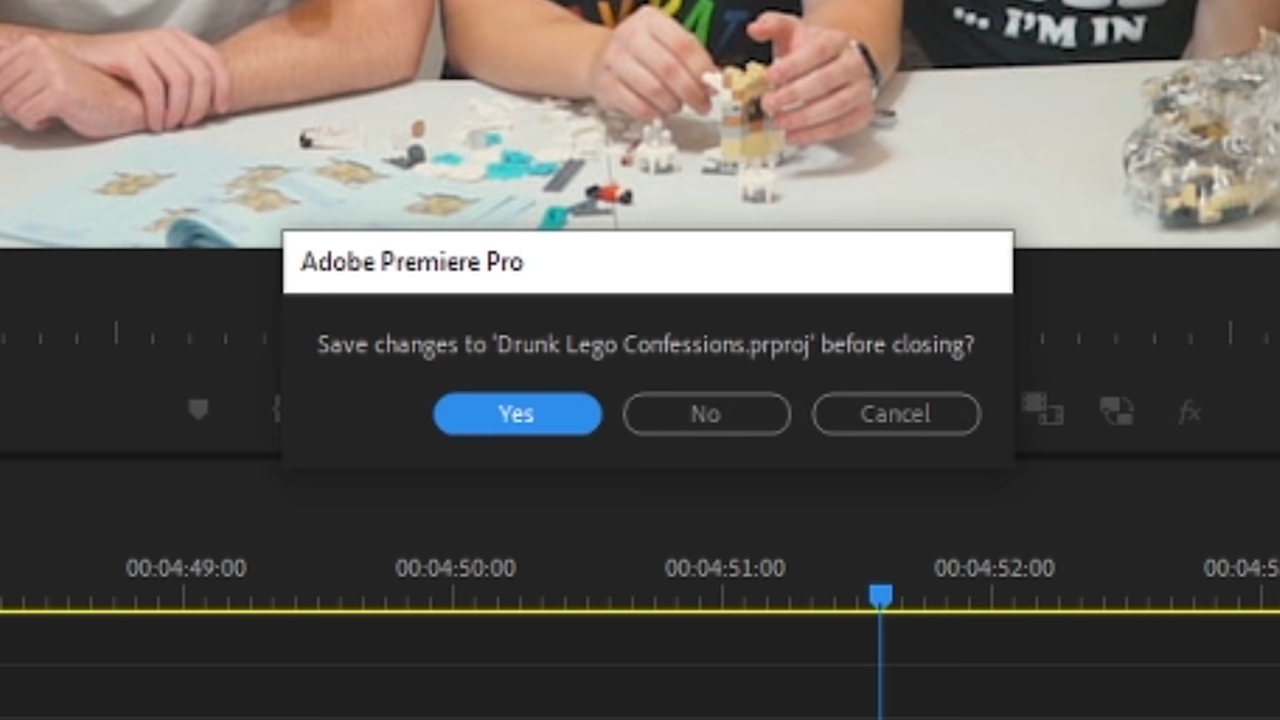 ... I'M IN
Adobe Premiere Pro
Save changes to 'Drunk Lego Confessions.prproj' before closing?
Yes No Cancel
fx
00:04:49:00 00:04:50:00 00:04:51:00 00:04:52:00